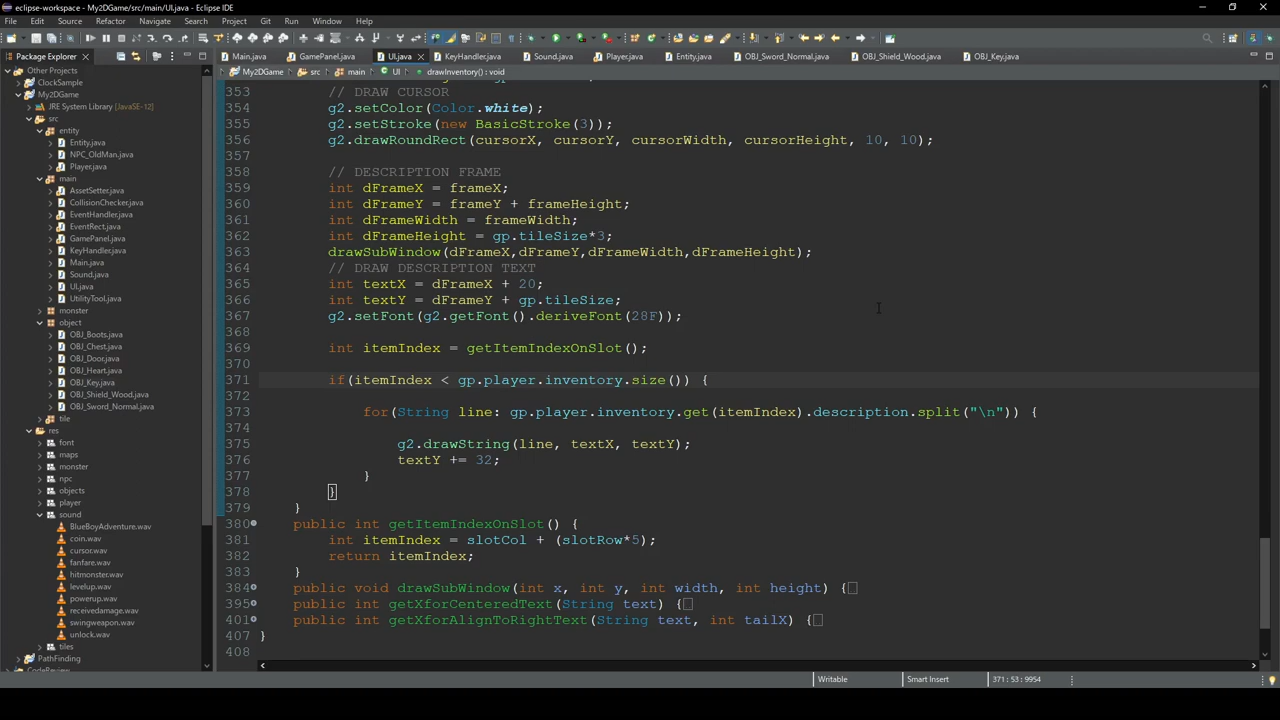 eclipse-workspace - My2DGame/src/main/UI.java - Eclipse IDE
File Edit Source Refactor Navigate Search Project Git Run Window Help
Package Explorer
Main.java GamePanel.java UI.java KeyHandler.java Sound.java Player.java Entity.java OBJ_Sword_Normal.java OBJ_Shield_Wood.java OBJ_Key.java
My2DGame src main UI drawInventory() : void
Other Projects
ClockSample
My2DGame
JRE System Library [JavaSE-12]
src
entity
Entity.java
NPC_OldMan.java
Player.java
main
AssetSetter.java
CollisionChecker.java
EventHandler.java
EventRect.java
GamePanel.java
KeyHandler.java
Main.java
Sound.java
UI.java
UtilityTool.java
monster
object
OBJ_Boots.java
OBJ_Chest.java
OBJ_Door.java
OBJ_Heart.java
OBJ_Key.java
OBJ_Shield_Wood.java
OBJ_Sword_Normal.java
tile
res
font
maps
monster
npc
objects
player
sound
BlueBoyAdventure.wav
coin.wav
cursor.wav
fanfare.wav
hitmonster.wav
levelup.wav
powerup.wav
receivedamage.wav
swingweapon.wav
unlock.wav
tiles
PathFinding
353 // DRAW CURSOR
354 g2.setColor(Color.white);
355 g2.setStroke(new BasicStroke(3));
356 g2.drawRoundRect(cursorX, cursorY, cursorWidth, cursorHeight, 10, 10);
357
358 // DESCRIPTION FRAME
359 int dFrameX = frameX;
360 int dFrameY = frameY + frameHeight;
361 int dFrameWidth = frameWidth;
362 int dFrameHeight = gp.tileSize*3;
363 drawSubWindow(dFrameX,dFrameY,dFrameWidth,dFrameHeight);
364 // DRAW DESCRIPTION TEXT
365 int textX = dFrameX + 20;
366 int textY = dFrameY + gp.tileSize;
367 g2.setFont(g2.getFont().deriveFont(28F));
368
369 int itemIndex = getItemIndexOnSlot();
370
371 if(itemIndex < gp.player.inventory.size()) {
372
373 for(String line: gp.player.inventory.get(itemIndex).description.split("\n")) {
374
375 g2.drawString(line, textX, textY);
376 textY += 32;
377 }
378 }
379 }
380 public int getItemIndexOnSlot() {
381 int itemIndex = slotCol + (slotRow*5);
382 return itemIndex;
383 }
384 public void drawSubWindow(int x, int y, int width, int height) {
395 public int getXforCenteredText(String text) {
401 public int getXforAlignToRightText(String text, int tailX) {
407 }
408
Writable Smart Insert 371 : 53 : 9954